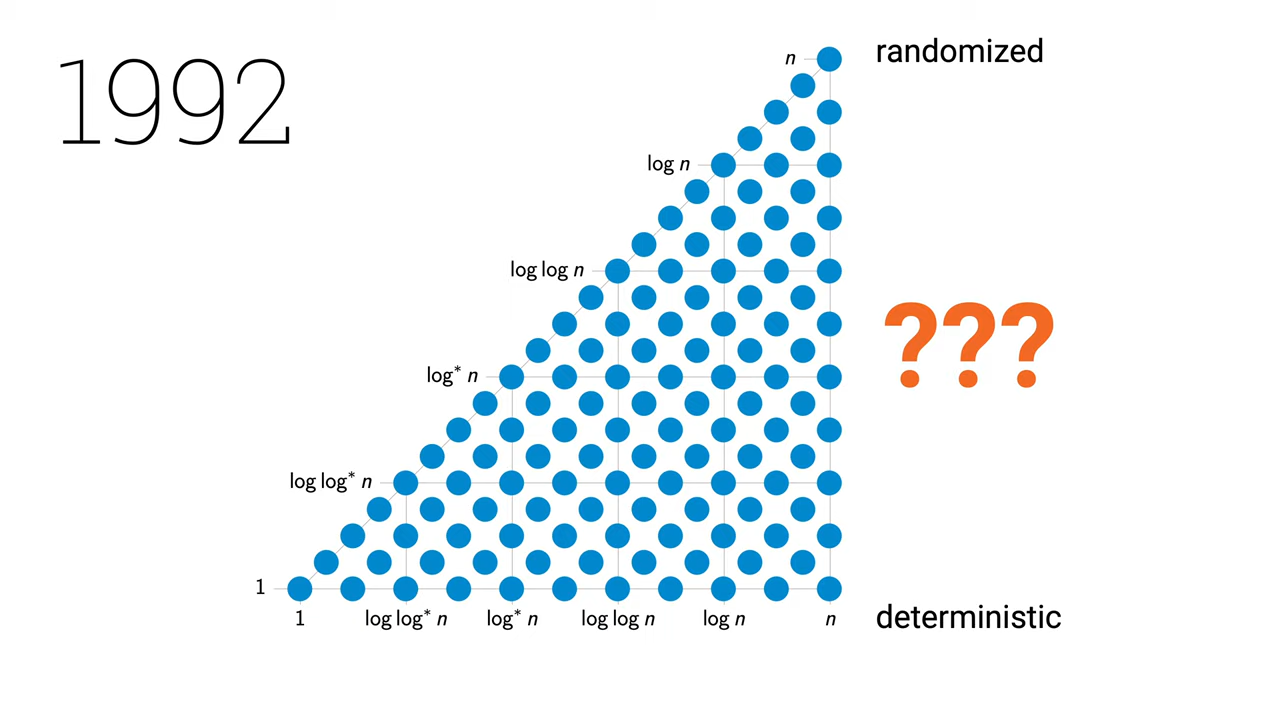 1992
randomized
n
log n
log log n
???
log* n
log log* n
1
1 log log* n log* n log log n log n n
deterministic